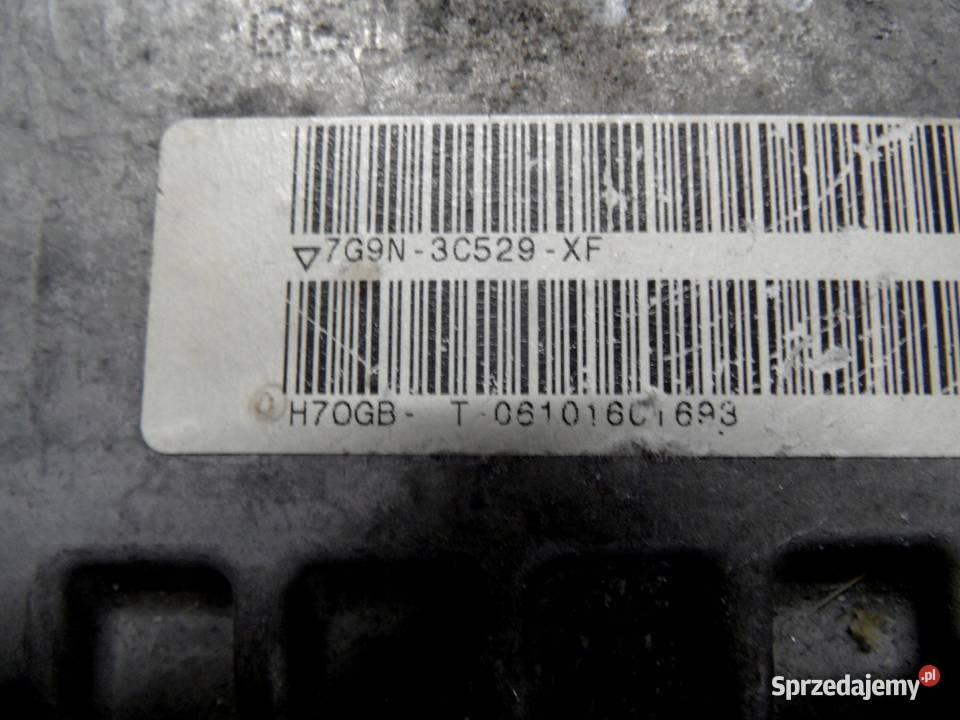 ▽7G9N-3C529-XF
H70GB- T-061016C1693
Sprzedajemy.pl